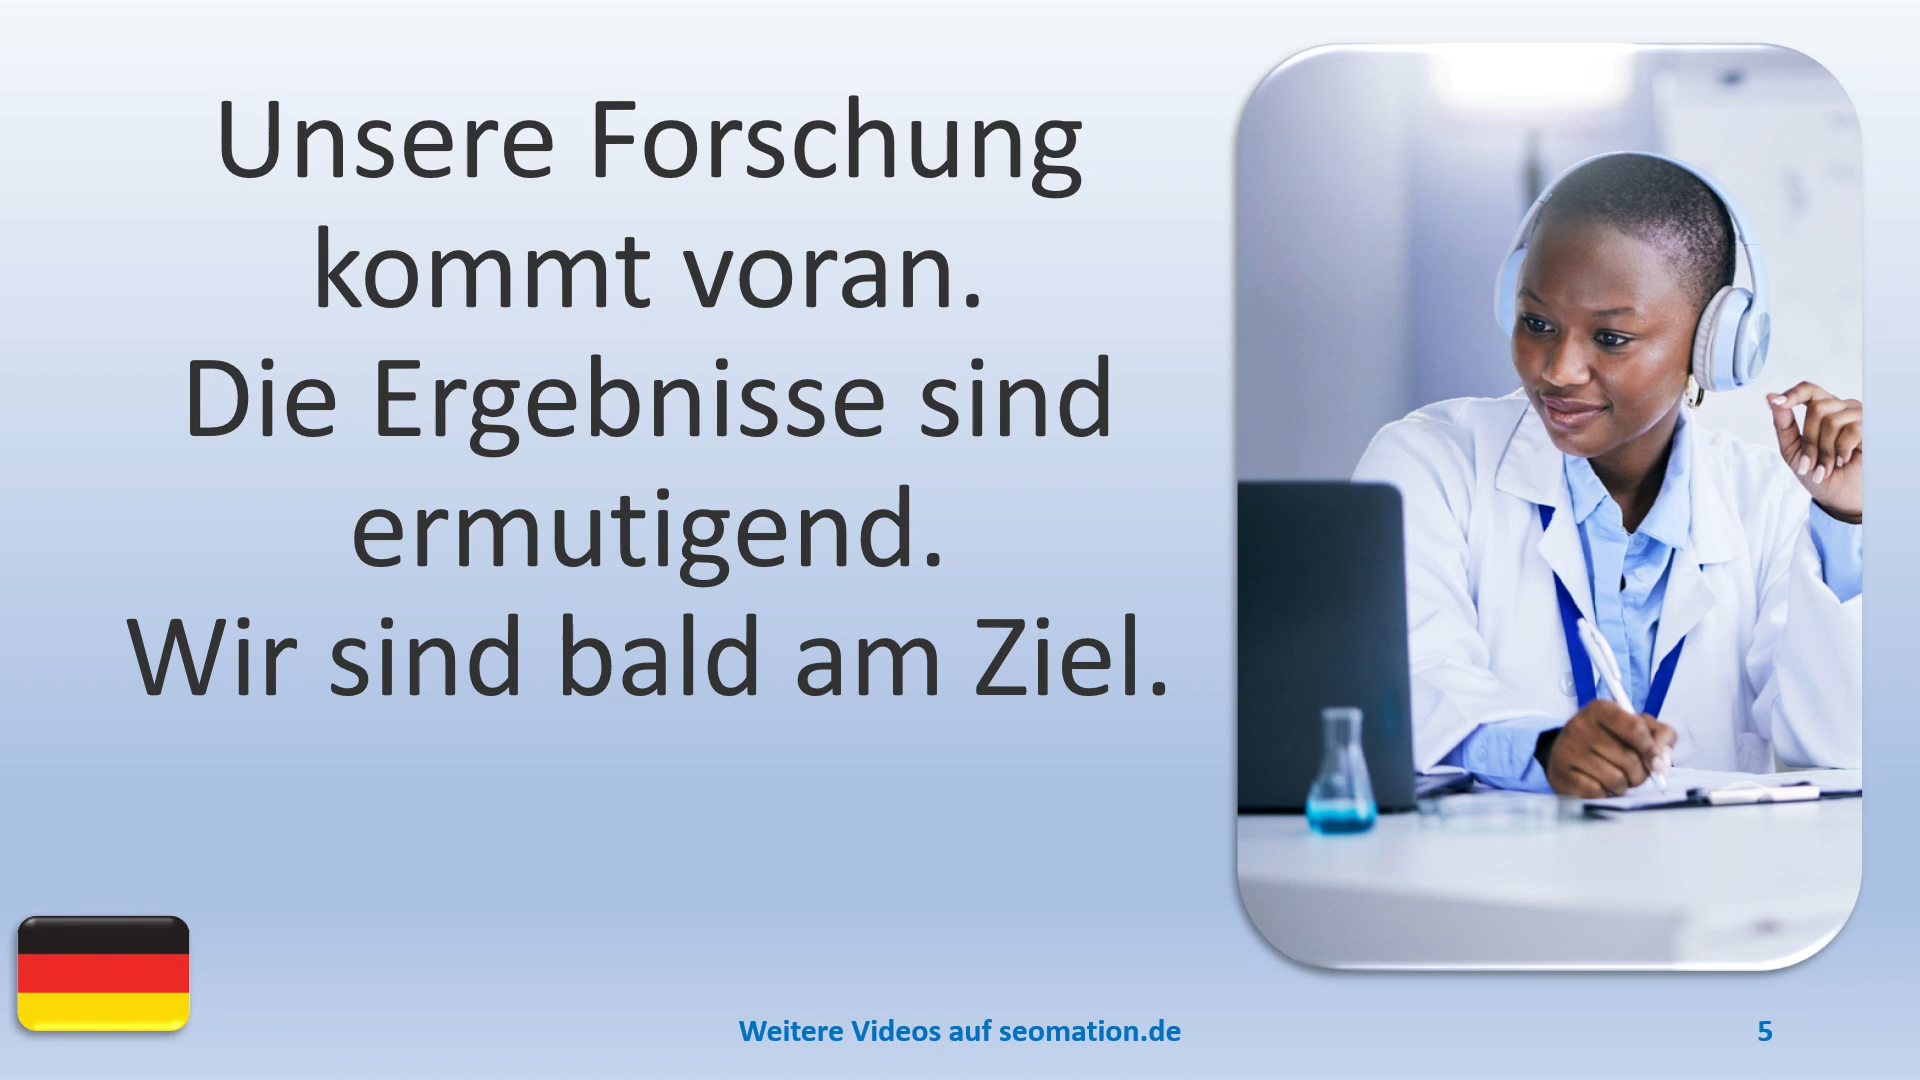 Unsere Forschung
kommt voran.
Die Ergebnisse sind
ermutigend.
Wir sind bald am Ziel.
Weitere Videos auf seomation.de
5